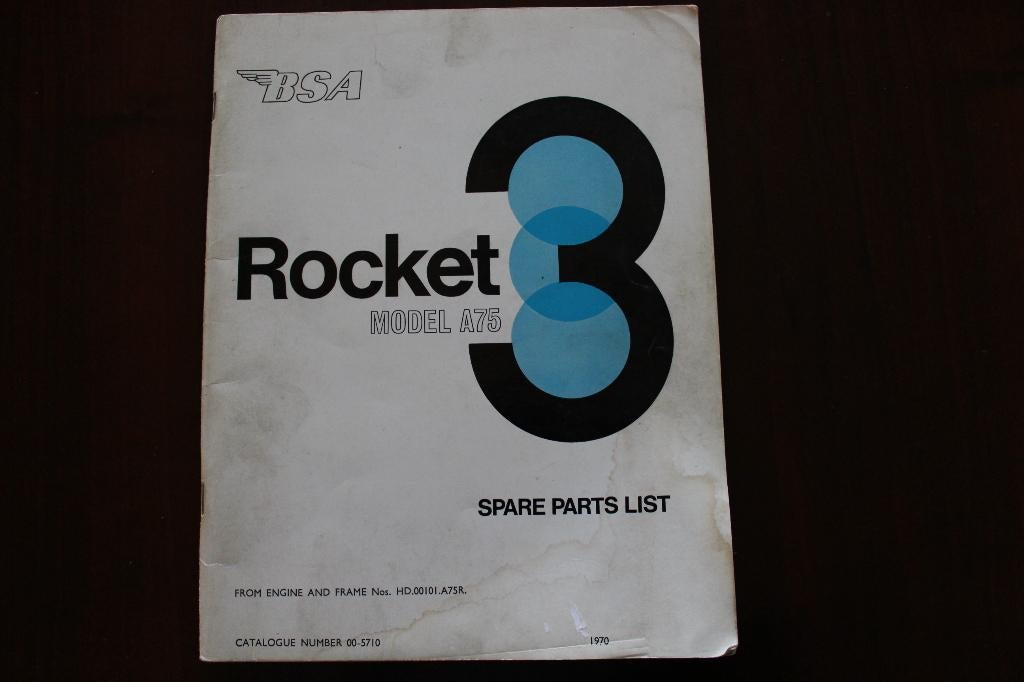 BSA
Rocket 3
MODEL A75
SPARE PARTS LIST
FROM ENGINE AND FRAME Nos. HD.00101.A75R.
CATALOGUE NUMBER 00-5710
1970